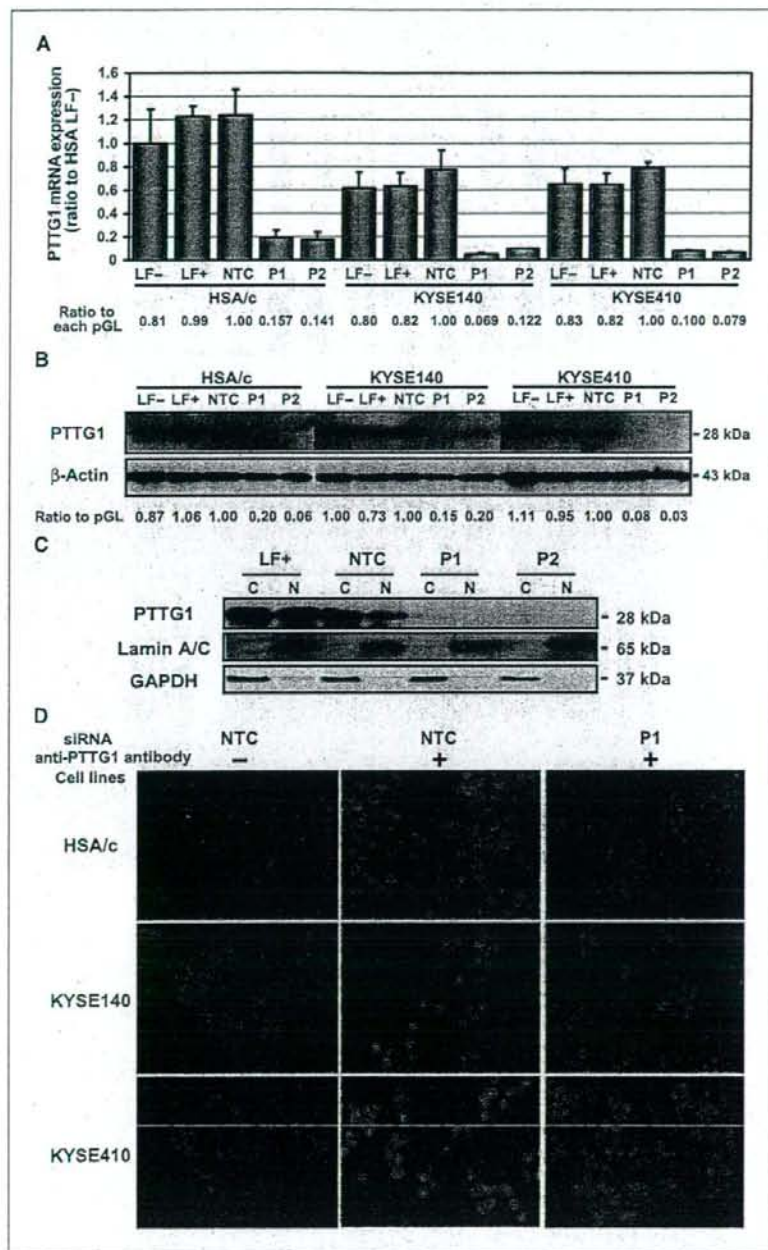 A
PTTG1 mRNA expression
(ratio to HSA LF−)
1.6
1.4
1.2
1.0
0.8
0.6
0.4
0.2
0
LF− LF+ NTC P1 P2 LF− LF+ NTC P1 P2 LF− LF+ NTC P1 P2
HSA/c KYSE140 KYSE410
Ratio to
each pGL
0.81 0.99 1.00 0.157 0.141 0.80 0.82 1.00 0.069 0.122 0.83 0.82 1.00 0.100 0.079
B
HSA/c KYSE140 KYSE410
LF− LF+ NTC P1 P2 LF− LF+ NTC P1 P2 LF− LF+ NTC P1 P2
PTTG1 - 28 kDa
β-Actin - 43 kDa
Ratio to pGL 0.87 1.06 1.00 0.20 0.06 1.00 0.73 1.00 0.15 0.20 1.11 0.95 1.00 0.08 0.03
C
LF+ NTC P1 P2
C N C N C N C N
PTTG1 - 28 kDa
Lamin A/C - 65 kDa
GAPDH - 37 kDa
D
siRNA NTC NTC P1
anti-PTTG1 antibody − + +
Cell lines
HSA/c
KYSE140
KYSE410